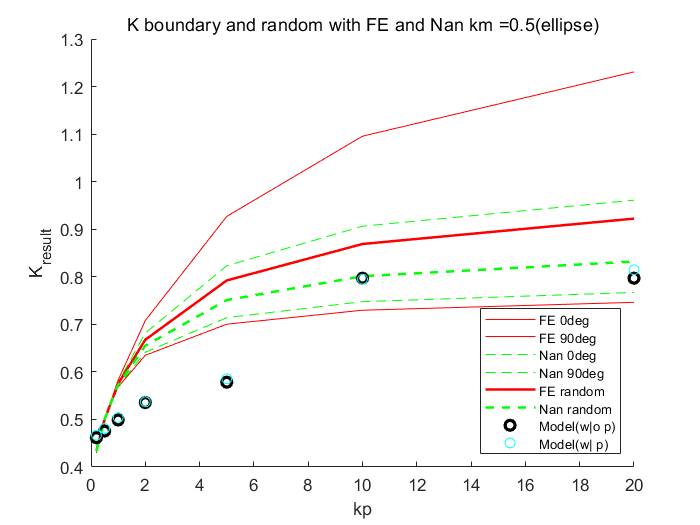 K boundary and random with FE and Nan km =0.5(ellipse)
1.3
1.2
1.1
1
0.9
0.8
0.7
0.6
0.5
0.4
K_result
0 2 4 6 8 10 12 14 16 18 20
kp
FE 0deg
FE 90deg
Nan 0deg
Nan 90deg
FE random
Nan random
Model(w|o p)
Model(w| p)